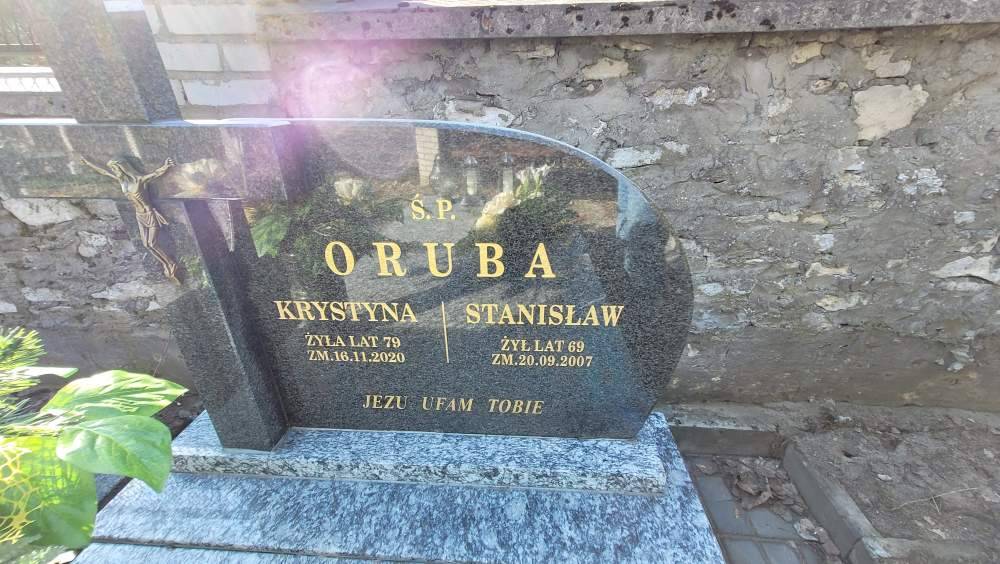 Ś.P.
ORUBA
KRYSTYNA
ŻYŁA LAT 79
ZM.16.11.2020
STANISŁAW
ŻYŁ LAT 69
ZM.20.09.2007
JEZU UFAM TOBIE